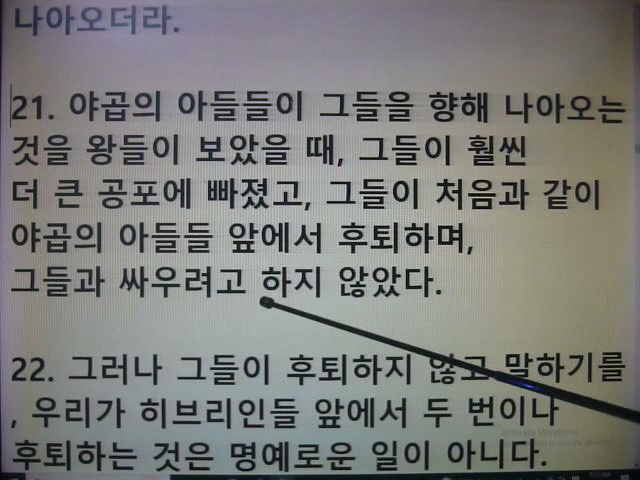 나아오더라.
21. 야곱의 아들들이 그들을 향해 나아오는
것을 왕들이 보았을 때, 그들이 훨씬
더 큰 공포에 빠졌고, 그들이 처음과 같이
야곱의 아들들 앞에서 후퇴하며,
그들과 싸우려고 하지 않았다.
22. 그러나 그들이 후퇴하지 않고 말하기를
, 우리가 히브리인들 앞에서 두 번이나
Activate Windows
후퇴하는 것은 명예로운 일이 아니다.